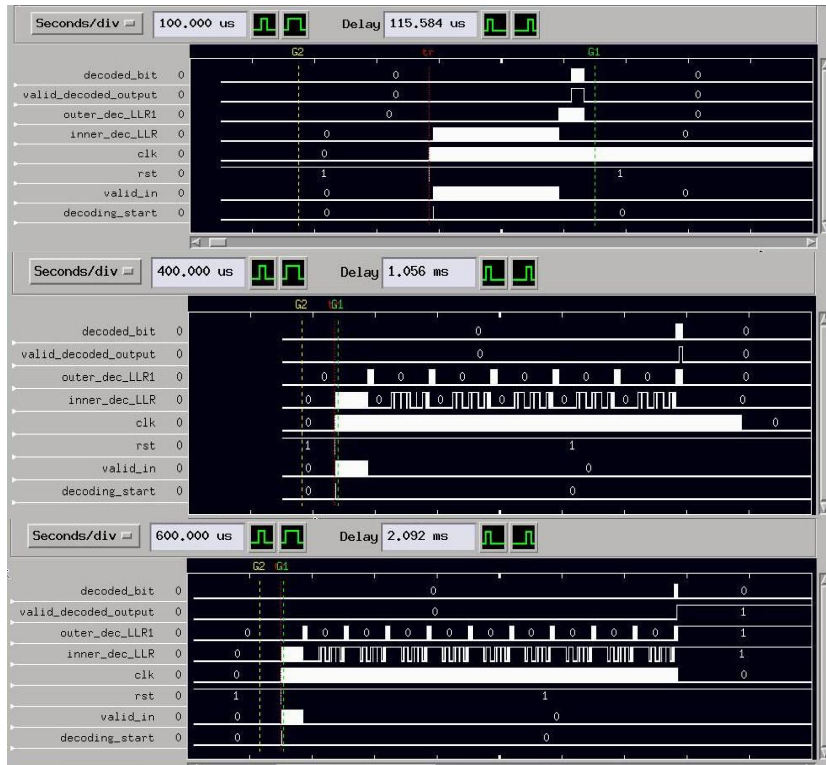 Seconds/div 100.000 us Delay 115.584 us
G2 tr G1
decoded_bit 0 0 0
valid_decoded_output 0 0 0
outer_dec_LLR1 0 0 0
inner_dec_LLR 0 0 0
clk 0 0
rst 0 1 1
valid_in 0 0 0
decoding_start 0 0 0
Seconds/div 400.000 us Delay 1.056 ms
G2 G1
decoded_bit 0 0 0
valid_decoded_output 0 0 0
outer_dec_LLR1 0 0 0 0 0 0 0 0
inner_dec_LLR 0 0 0 0 0 0 0
clk 0 0 0
rst 0 1 1
valid_in 0 0 0
decoding_start 0 0 0
Seconds/div 600.000 us Delay 2.092 ms
G2 G1
decoded_bit 0 0 0
valid_decoded_output 0 0 1
outer_dec_LLR1 0 0 0 0 0 0 0 0 0 0 1
inner_dec_LLR 0 0 1
clk 0 0 0
rst 0 1 1
valid_in 0 0 0
decoding_start 0 0 0